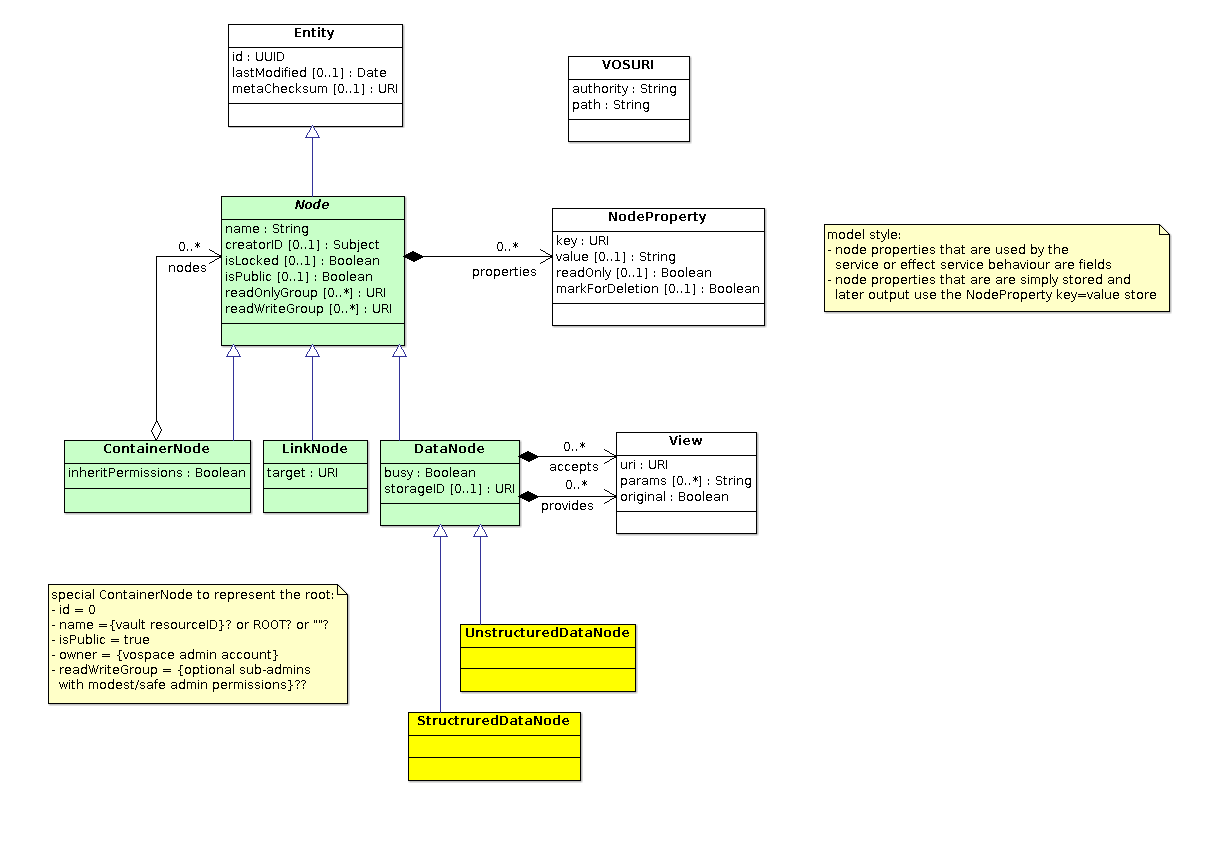 Entity
id : UUID
lastModified [0..1] : Date
metaChecksum [0..1] : URI
VOSURI
authority : String
path : String
Node
name : String
creatorID [0..1] : Subject
isLocked [0..1] : Boolean
isPublic [0..1] : Boolean
readOnlyGroup [0..*] : URI
readWriteGroup [0..*] : URI
0..*
nodes
0..*
properties
NodeProperty
key : URI
value [0..1] : String
readOnly [0..1] : Boolean
markForDeletion [0..1] : Boolean
model style:
- node properties that are used by the
service or effect service behaviour are fields
- node properties that are are simply stored and
later output use the NodeProperty key=value store
ContainerNode
inheritPermissions : Boolean
LinkNode
target : URI
DataNode
busy : Boolean
storageID [0..1] : URI
0..*
accepts
0..*
provides
View
uri : URI
params [0..*] : String
original : Boolean
special ContainerNode to represent the root:
- id = 0
- name ={vault resourceID}? or ROOT? or ""?
- isPublic = true
- owner = {vospace admin account}
- readWriteGroup = {optional sub-admins
with modest/safe admin permissions}??
UnstructuredDataNode
StructruredDataNode